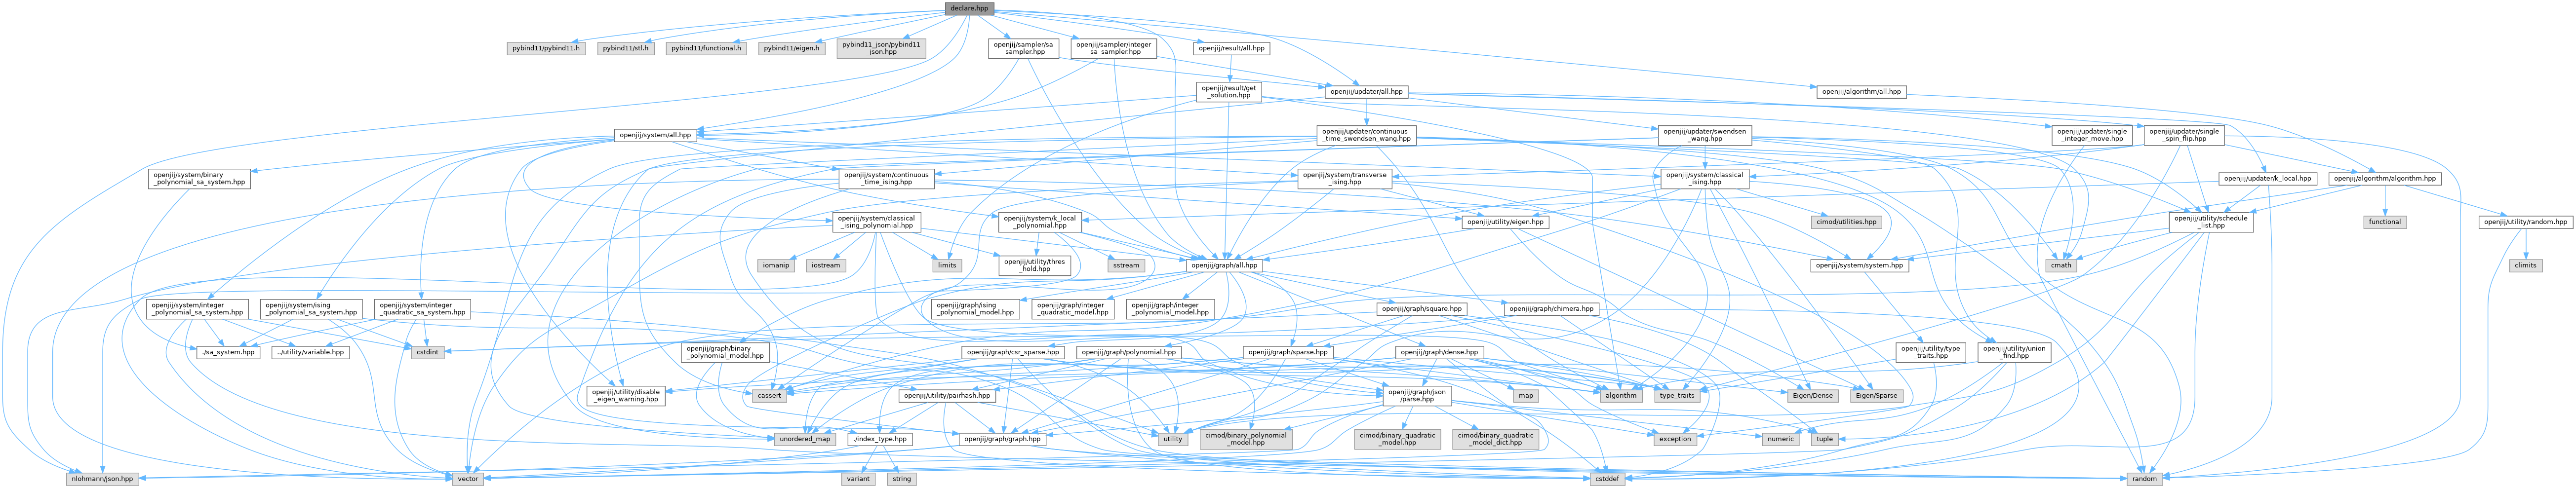 declare.hpp
pybind11/pybind11.h
pybind11/stl.h
pybind11/functional.h
pybind11/eigen.h
pybind11_json/pybind11
_json.hpp
openjij/sampler/sa
_sampler.hpp
openjij/sampler/integer
_sa_sampler.hpp
openjij/result/all.hpp
openjij/result/get
_solution.hpp
openjij/updater/all.hpp
openjij/algorithm/all.hpp
openjij/system/all.hpp
openjij/updater/continuous
_time_swendsen_wang.hpp
openjij/updater/swendsen
_wang.hpp
openjij/updater/single
_integer_move.hpp
openjij/updater/single
_spin_flip.hpp
openjij/system/binary
_polynomial_sa_system.hpp
openjij/system/continuous
_time_ising.hpp
openjij/system/transverse
_ising.hpp
openjij/system/classical
_ising.hpp
openjij/updater/k_local.hpp
openjij/algorithm/algorithm.hpp
openjij/system/classical
_ising_polynomial.hpp
openjij/system/k_local
_polynomial.hpp
openjij/utility/eigen.hpp
cimod/utilities.hpp
openjij/utility/schedule
_list.hpp
functional
openjij/utility/random.hpp
iomanip
iostream
limits
openjij/utility/thres
_hold.hpp
sstream
openjij/graph/all.hpp
openjij/system/system.hpp
cmath
climits
openjij/system/integer
_polynomial_sa_system.hpp
openjij/system/ising
_polynomial_sa_system.hpp
openjij/system/integer
_quadratic_sa_system.hpp
openjij/graph/ising
_polynomial_model.hpp
openjij/graph/integer
_quadratic_model.hpp
openjij/graph/integer
_polynomial_model.hpp
openjij/graph/square.hpp
openjij/graph/chimera.hpp
./sa_system.hpp
../utility/variable.hpp
cstdint
openjij/graph/binary
_polynomial_model.hpp
openjij/graph/csr_sparse.hpp
openjij/graph/polynomial.hpp
openjij/graph/sparse.hpp
openjij/graph/dense.hpp
openjij/utility/type
_traits.hpp
openjij/utility/union
_find.hpp
openjij/utility/disable
_eigen_warning.hpp
cassert
openjij/utility/pairhash.hpp
map
openjij/graph/json
/parse.hpp
algorithm
type_traits
Eigen/Dense
Eigen/Sparse
unordered_map
./index_type.hpp
openjij/graph/graph.hpp
utility
cimod/binary_polynomial
_model.hpp
cimod/binary_quadratic
_model.hpp
cimod/binary_quadratic
_model_dict.hpp
exception
numeric
tuple
nlohmann/json.hpp
vector
variant
string
cstddef
random